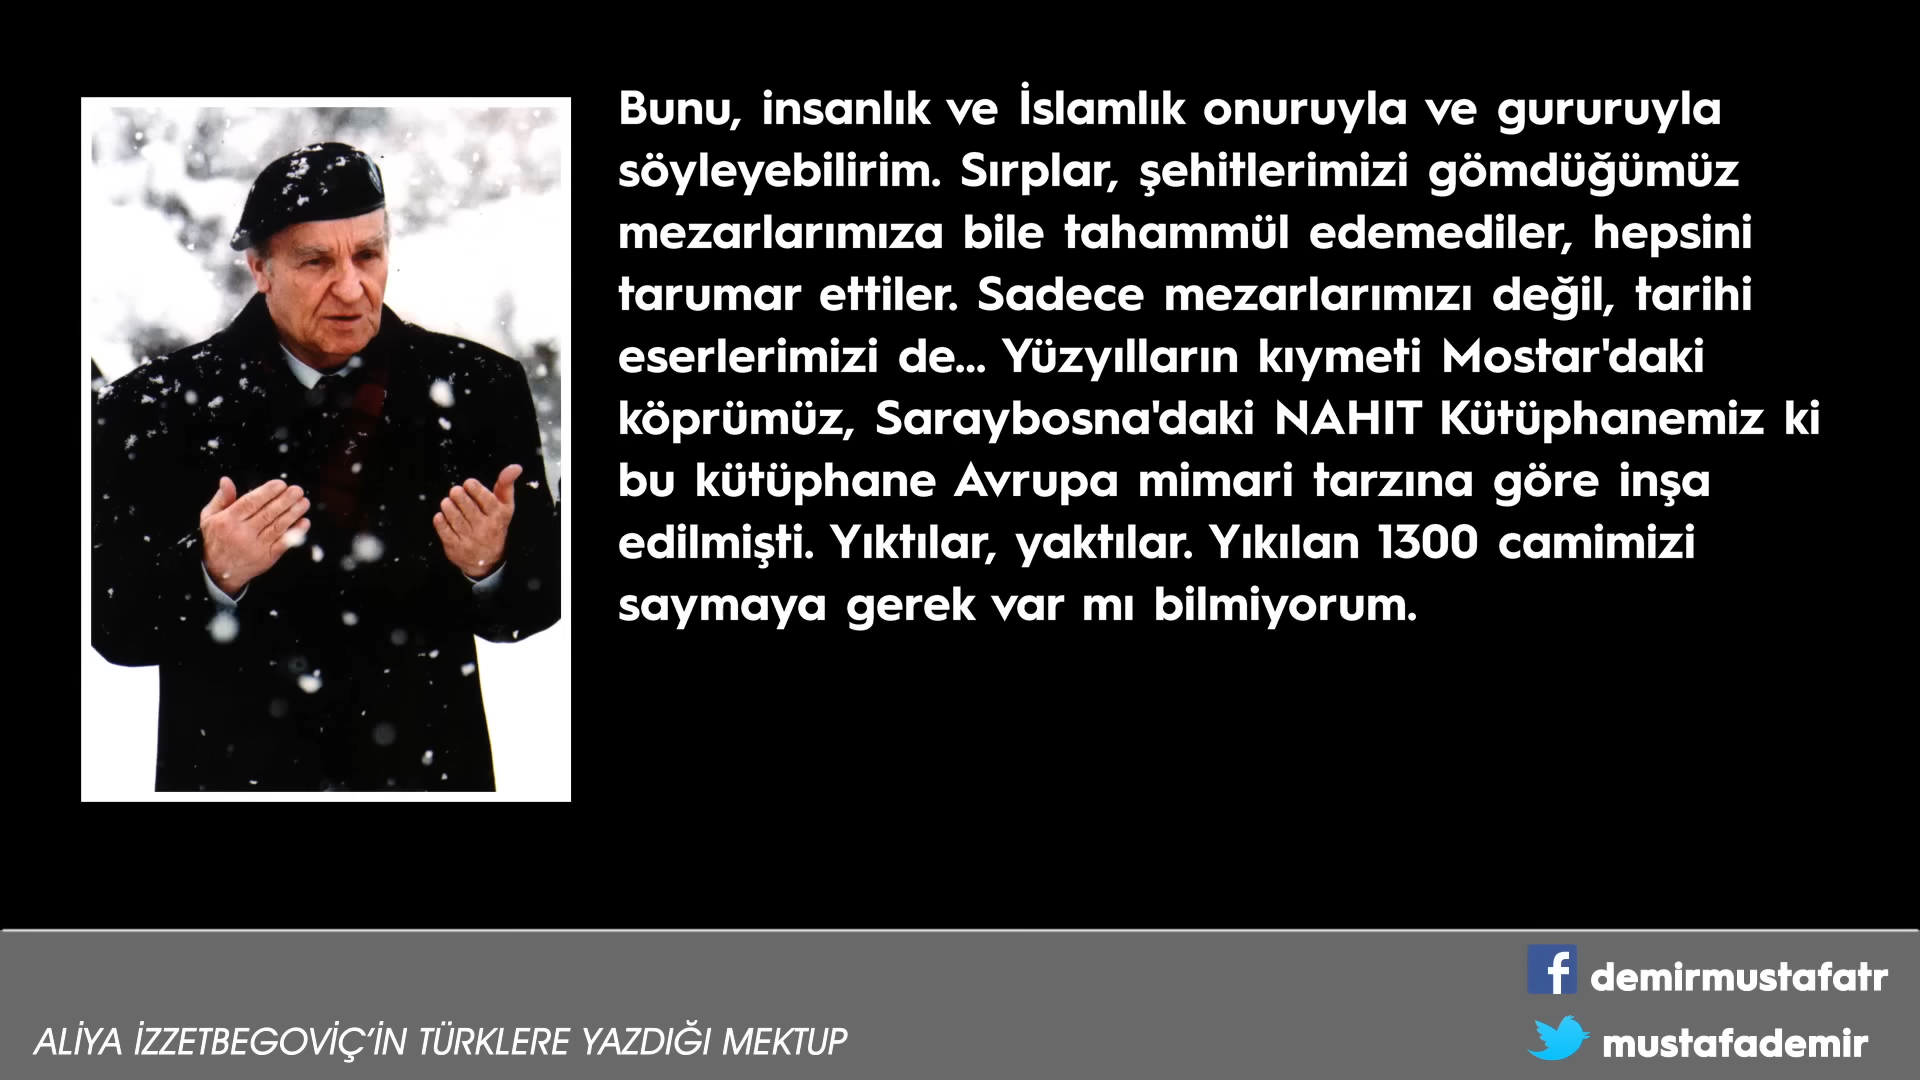 Bunu, insanlık ve İslamlık onuruyla ve gururuyla
söyleyebilirim. Sırplar, şehitlerimizi gömdüğümüz
mezarlarımıza bile tahammül edemediler, hepsini
tarumar ettiler. Sadece mezarlarımızı değil, tarihi
eserlerimizi de... Yüzyılların kıymeti Mostar'daki
köprümüz, Saraybosna'daki NAHIT Kütüphanemiz ki
bu kütüphane Avrupa mimari tarzına göre inşa
edilmişti. Yıktılar, yaktılar. Yıkılan 1300 camimizi
saymaya gerek var mı bilmiyorum.
ALİYA İZZETBEGOVİÇ’İN TÜRKLERE YAZDIĞI MEKTUP
f demirmustafatr
mustafademir